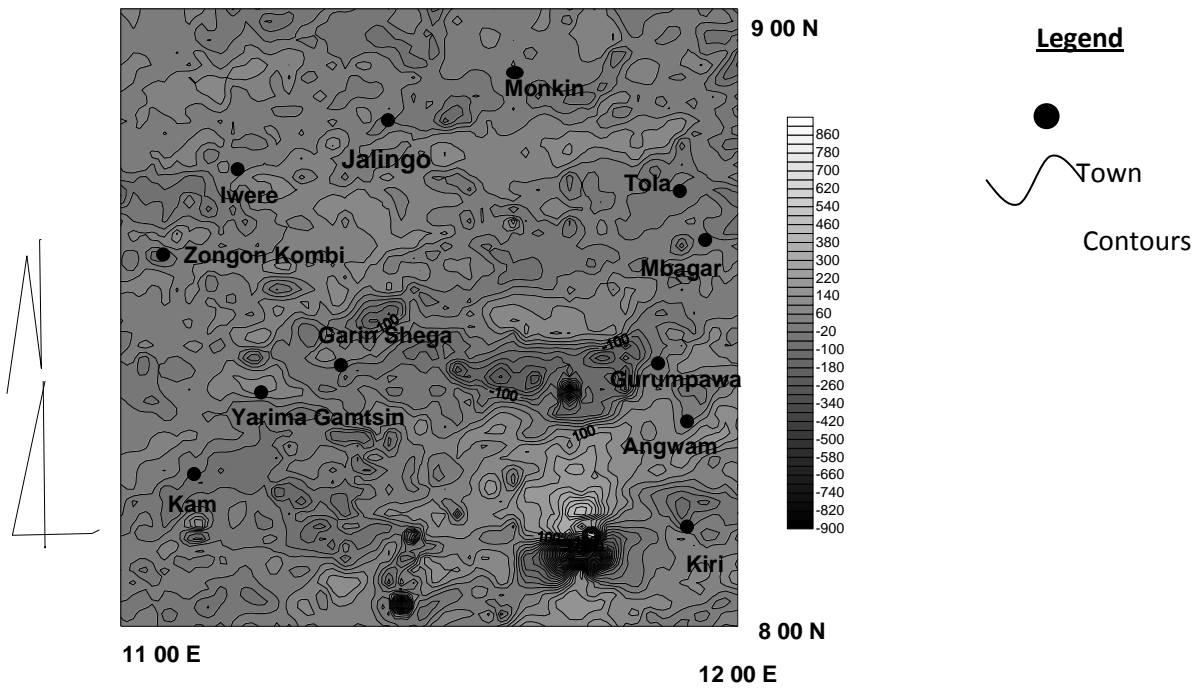 9 00 N
Legend
Monkin
860
780
Jalingo
700
Tola
Town
620
Iwere
540
460
380
Contours
300
Zongon Kombi
220
Mbagar
140
60
-20
-100
Garin Shega
-100
-100
-180
Gurumpawa
-260
-100
-340
Yarima Gamtsin
-420
100
Angwam
-500
-580
-660
-740
Kam
-820
-900
100
Kiri
8 00 N
11 00 E
12 00 E